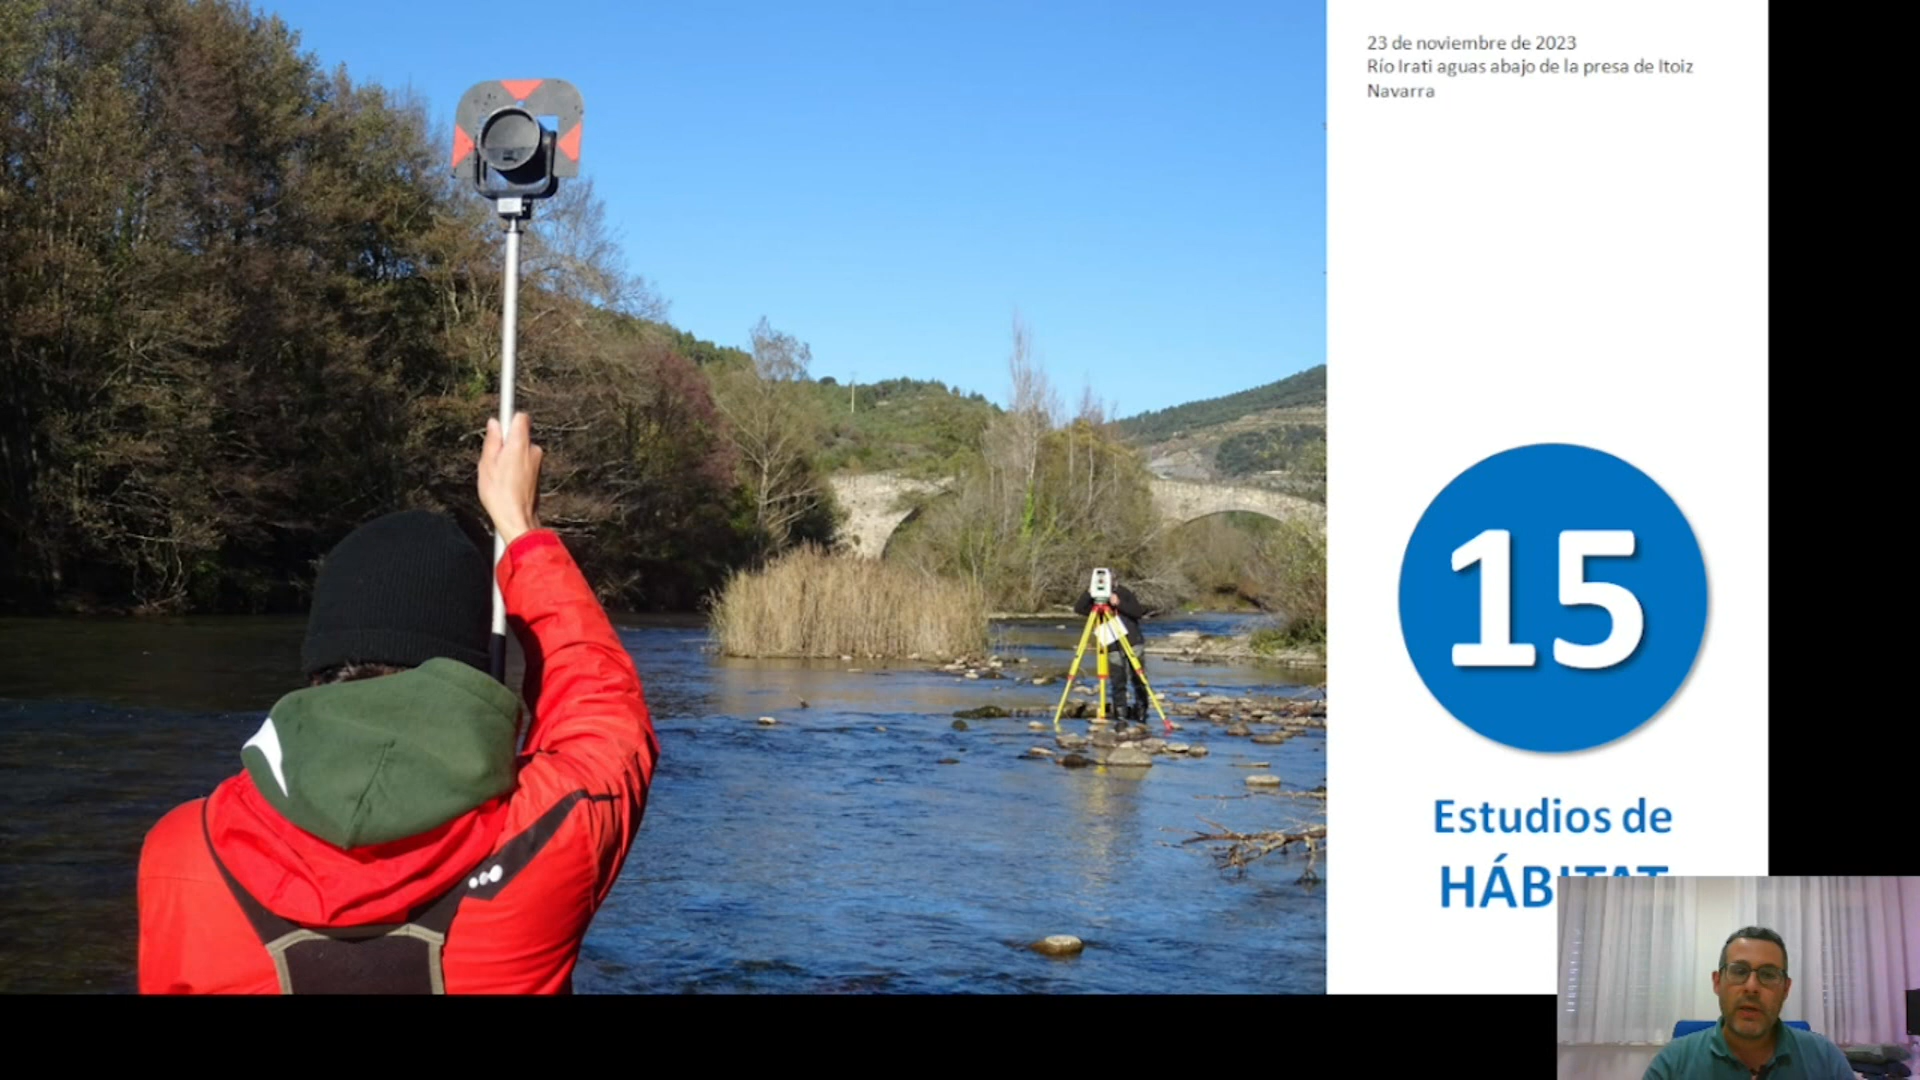 23 de noviembre de 2023
Río Irati aguas abajo de la presa de Itoiz
Navarra
15
Estudios de